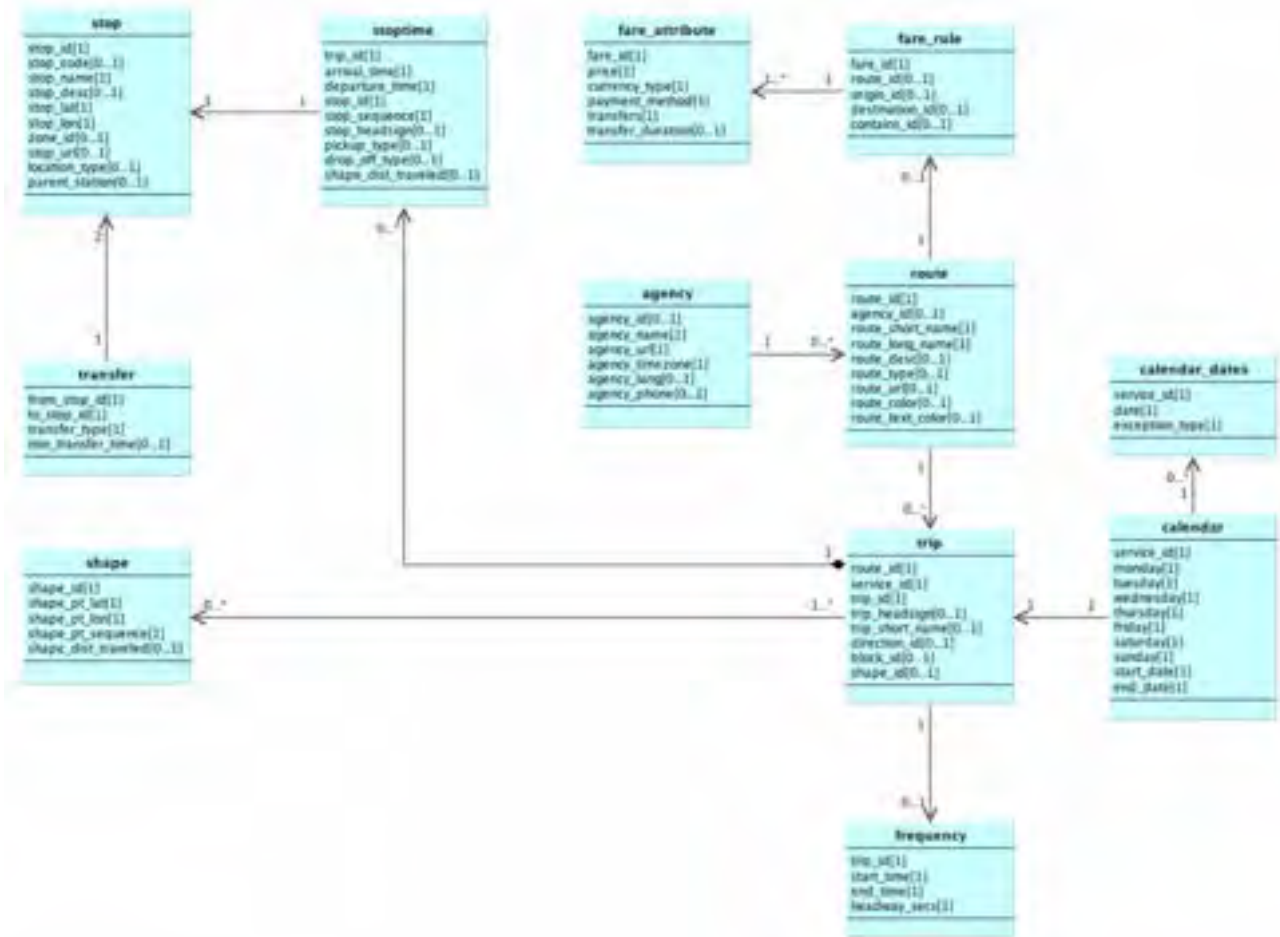 stop
stop_id[1]
stop_code[0..1]
stop_name[1]
stop_desc[0..1]
stop_lat[1]
stop_lon[1]
zone_id[0..1]
stop_url[0..1]
location_type[0..1]
parent_station[0..1]
stoptime
trip_id[1]
arrival_time[1]
departure_time[1]
stop_id[1]
stop_sequence[1]
stop_headsign[0..1]
pickup_type[0..1]
drop_off_type[0..1]
shape_dist_traveled[0..1]
fare_attribute
fare_id[1]
price[1]
currency_type[1]
payment_method[1]
transfers[1]
transfer_duration[0..1]
fare_rule
fare_id[1]
route_id[0..1]
origin_id[0..1]
destination_id[0..1]
contains_id[0..1]
1
1
1..*
1
0..1
1
2
1
agency
agency_id[0..1]
agency_name[1]
agency_url[1]
agency_timezone[1]
agency_lang[0..1]
agency_phone[0..1]
1
0..*
route
route_id[1]
agency_id[0..1]
route_short_name[1]
route_long_name[1]
route_desc[0..1]
route_type[0..1]
route_url[0..1]
route_color[0..1]
route_text_color[0..1]
transfer
from_stop_id[1]
to_stop_id[1]
transfer_type[1]
min_transfer_time[0..1]
calendar_dates
service_id[1]
date[1]
exception_type[1]
1
0..*
1
shape
shape_id[1]
shape_pt_lat[1]
shape_pt_lon[1]
shape_pt_sequence[1]
shape_dist_traveled[0..1]
0..*
1..*
1
trip
route_id[1]
service_id[1]
trip_id[1]
trip_headsign[0..1]
trip_short_name[0..1]
direction_id[0..1]
block_id[0..1]
shape_id[0..1]
1
calendar
service_id[1]
monday[1]
tuesday[1]
wednesday[1]
thursday[1]
friday[1]
saturday[1]
sunday[1]
start_date[1]
end_date[1]
1
0..1
frequency
trip_id[1]
start_time[1]
end_time[1]
headway_secs[1]